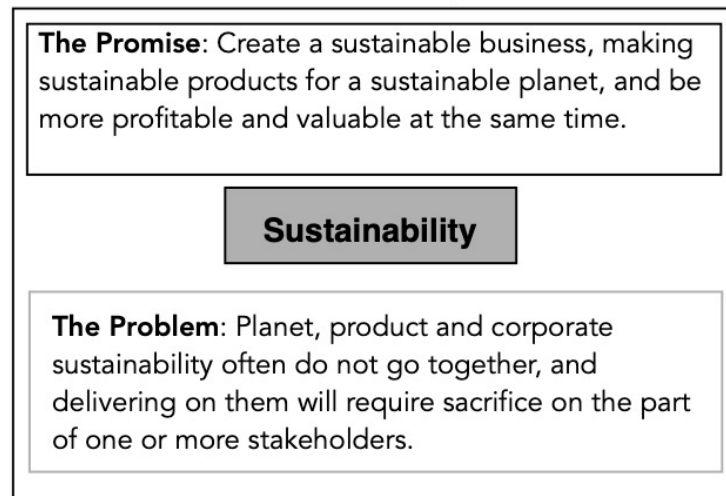 The Promise: Create a sustainable business, making
sustainable products for a sustainable planet, and be
more profitable and valuable at the same time.
Sustainability
The Problem: Planet, product and corporate
sustainability often do not go together, and
delivering on them will require sacrifice on the part
of one or more stakeholders.